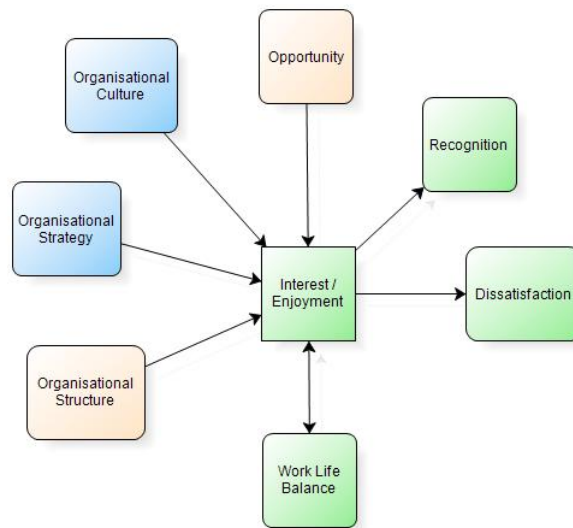 Opportunity
Organisational
Culture
Recognition
Organisational
Strategy
Interest /
Enjoyment
Dissatisfaction
Organisational
Structure
Work Life
Balance